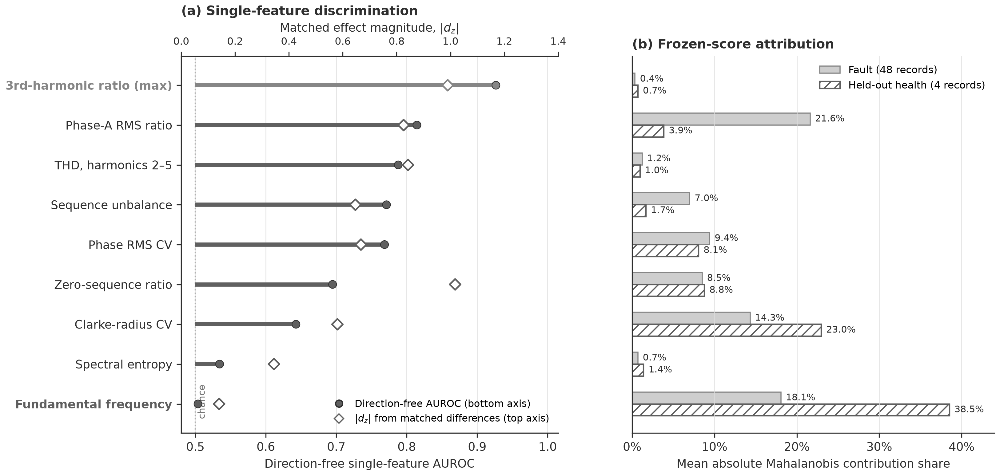 (a) Single-feature discrimination
Matched effect magnitude, |d_z|
0.0 0.2 0.4 0.6 0.8 1.0 1.2 1.4
3rd-harmonic ratio (max)
Phase-A RMS ratio
THD, harmonics 2–5
Sequence unbalance
Phase RMS CV
Zero-sequence ratio
Clarke-radius CV
Spectral entropy
Fundamental frequency
chance
Direction-free AUROC (bottom axis)
|d_z| from matched differences (top axis)
0.5 0.6 0.7 0.8 0.9 1.0
Direction-free single-feature AUROC
(b) Frozen-score attribution
Fault (48 records)
Held-out health (4 records)
0.4%
0.7%
21.6%
3.9%
1.2%
1.0%
7.0%
1.7%
9.4%
8.1%
8.5%
8.8%
14.3%
23.0%
0.7%
1.4%
18.1%
38.5%
0% 10% 20% 30% 40%
Mean absolute Mahalanobis contribution share